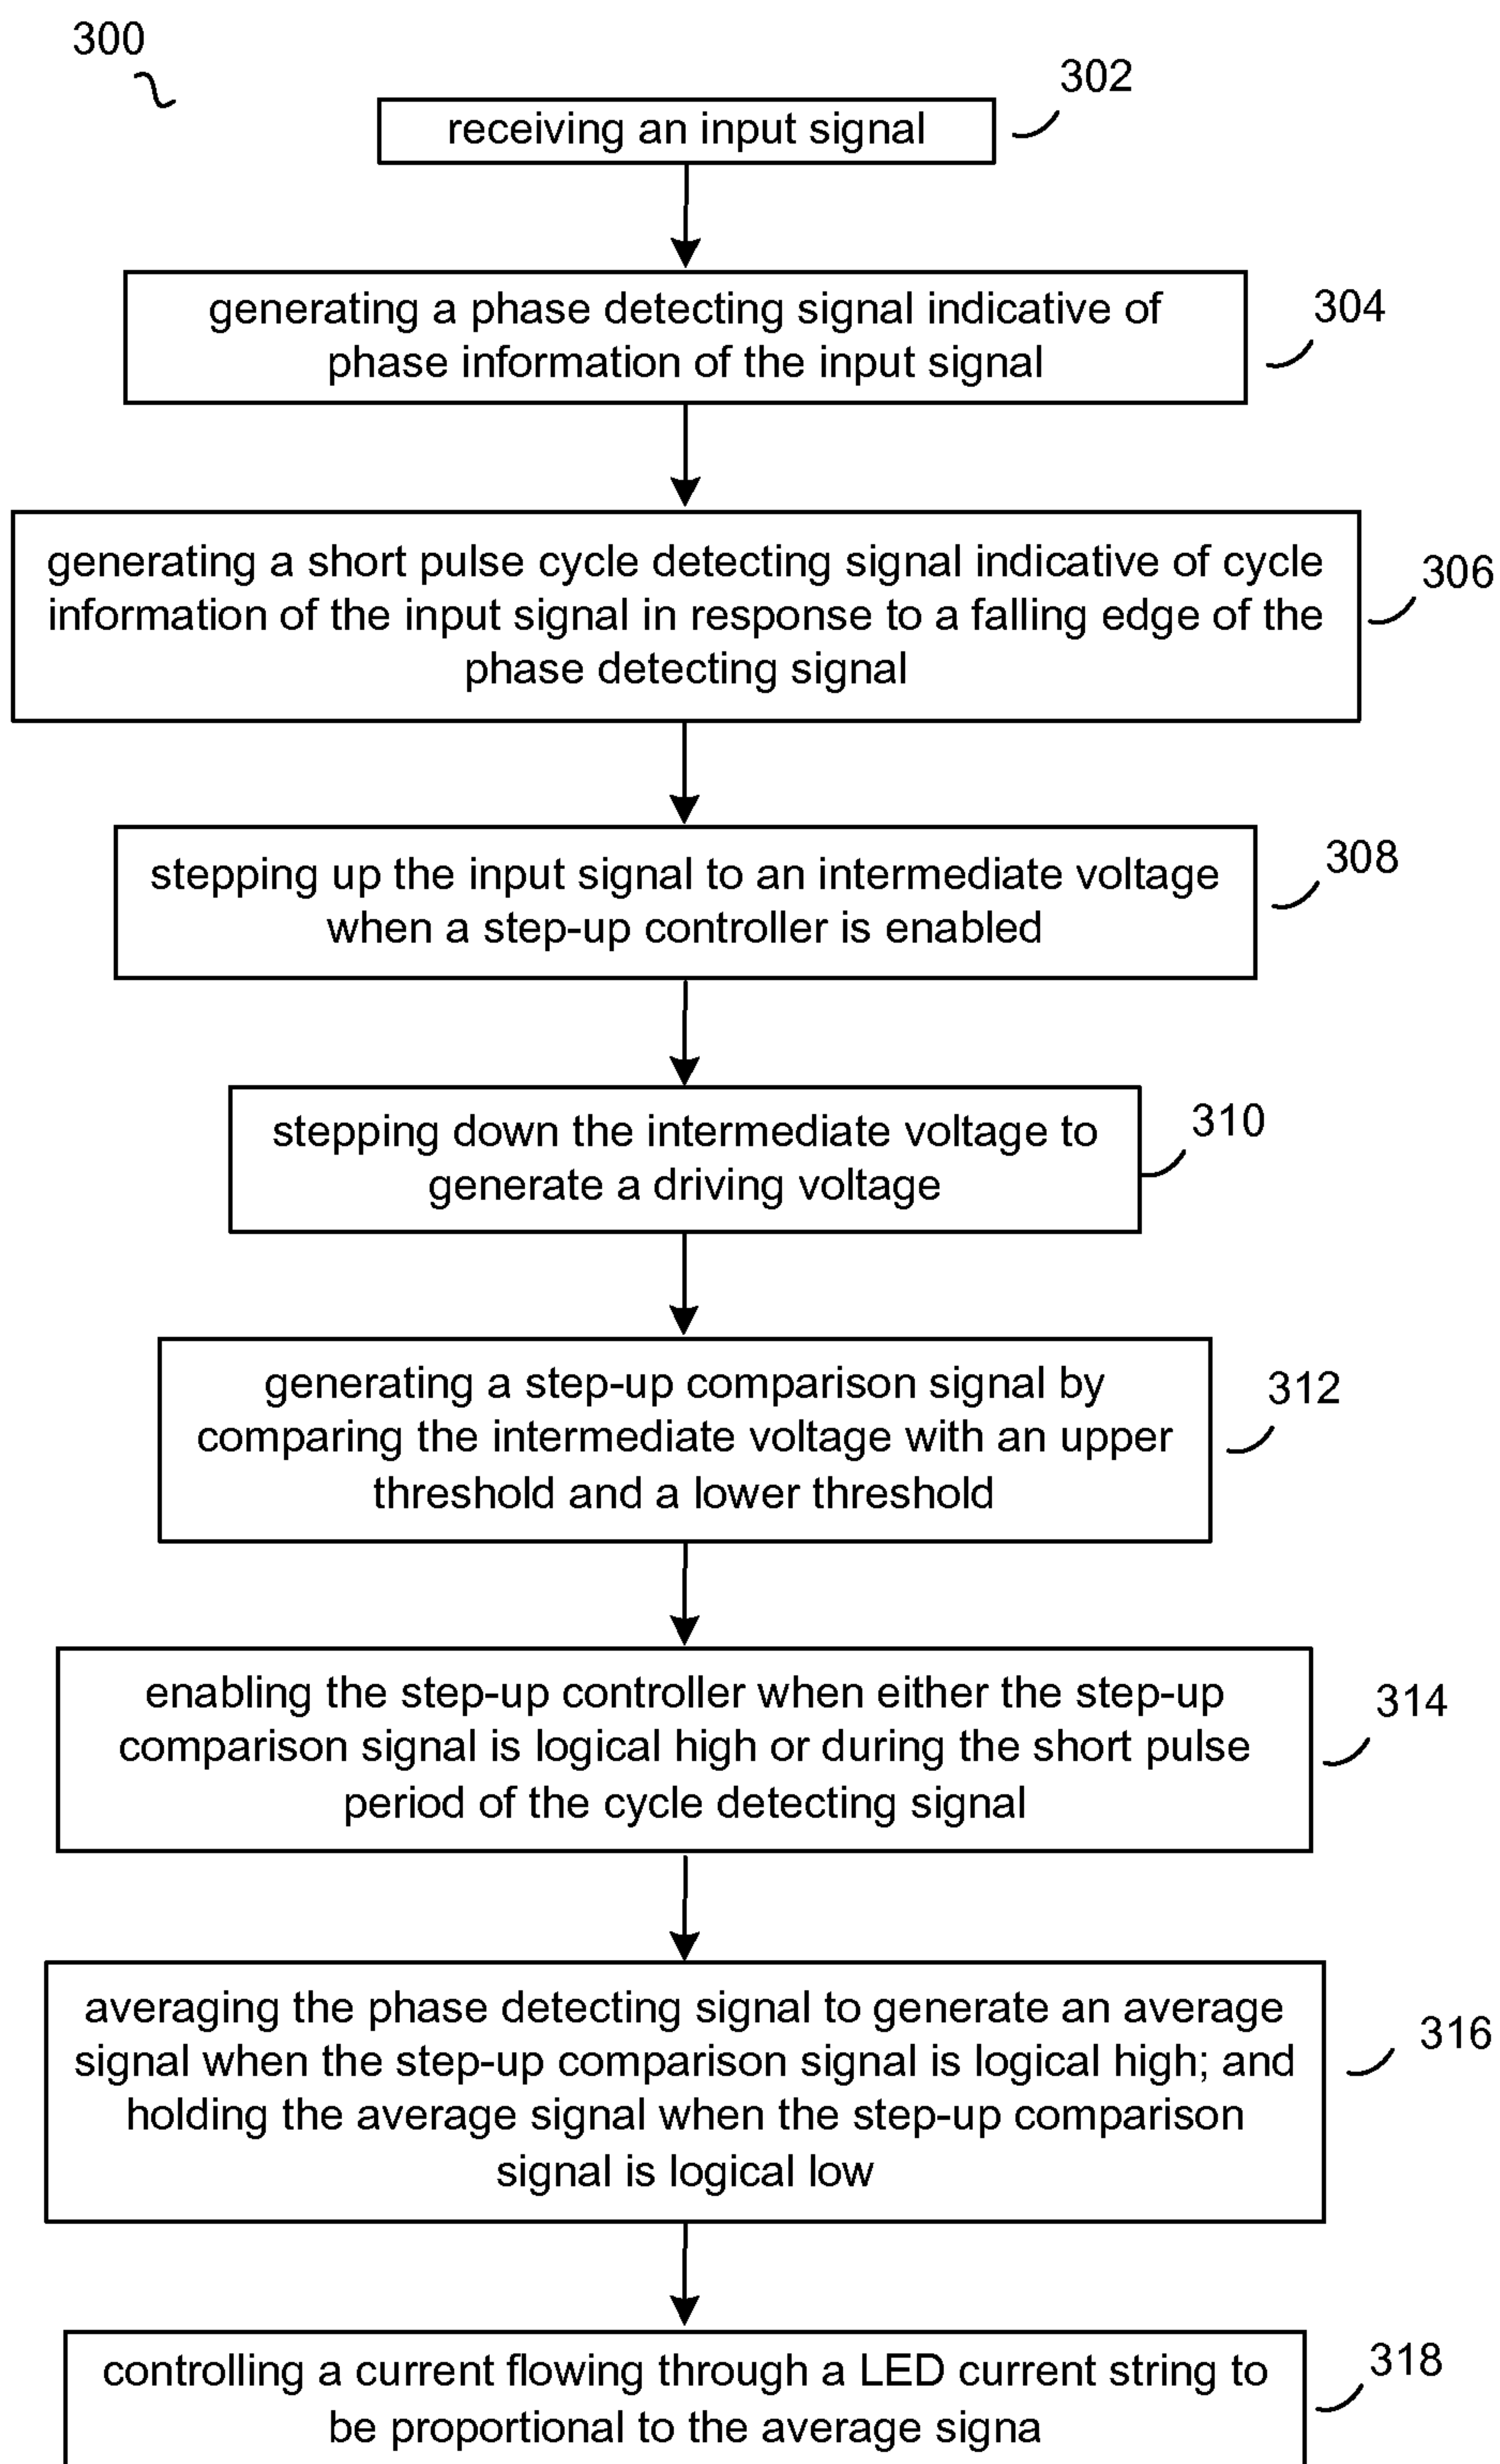 300
302
receiving an input signal
304
generating a phase detecting signal indicative of
phase information of the input signal
306
generating a short pulse cycle detecting signal indicative of cycle
information of the input signal in response to a falling edge of the
phase detecting signal
308
stepping up the input signal to an intermediate voltage
when a step-up controller is enabled
310
stepping down the intermediate voltage to
generate a driving voltage
312
generating a step-up comparison signal by
comparing the intermediate voltage with an upper
threshold and a lower threshold
314
enabling the step-up controller when either the step-up
comparison signal is logical high or during the short pulse
period of the cycle detecting signal
316
averaging the phase detecting signal to generate an average
signal when the step-up comparison signal is logical high; and
holding the average signal when the step-up comparison
signal is logical low
318
controlling a current flowing through a LED current string to
be proportional to the average signa